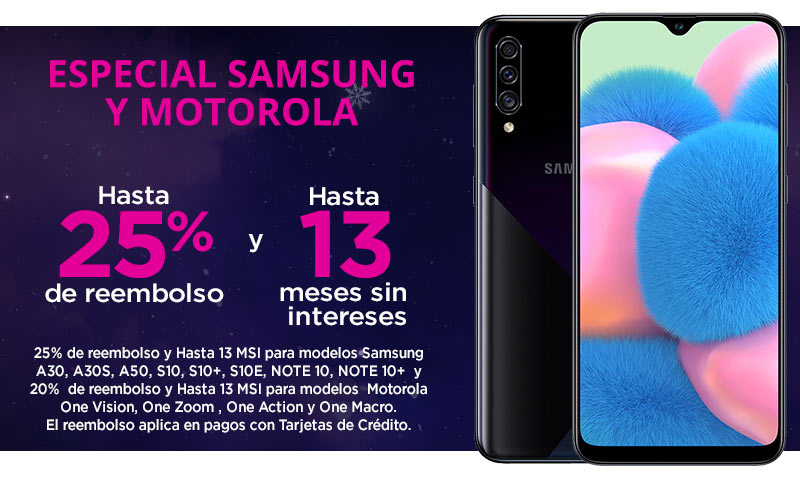 ESPECIAL SAMSUNG
Y MOTOROLA
Hasta
25%
de reembolso
y
Hasta
13
meses sin
intereses
25% de reembolso y Hasta 13 MSI para modelos Samsung
A30, A30S, A50, S10, S10+, S10E, NOTE 10, NOTE 10+ y
20% de reembolso y Hasta 13 MSI para modelos Motorola
One Vision, One Zoom , One Action y One Macro.
El reembolso aplica en pagos con Tarjetas de Crédito.
SAM